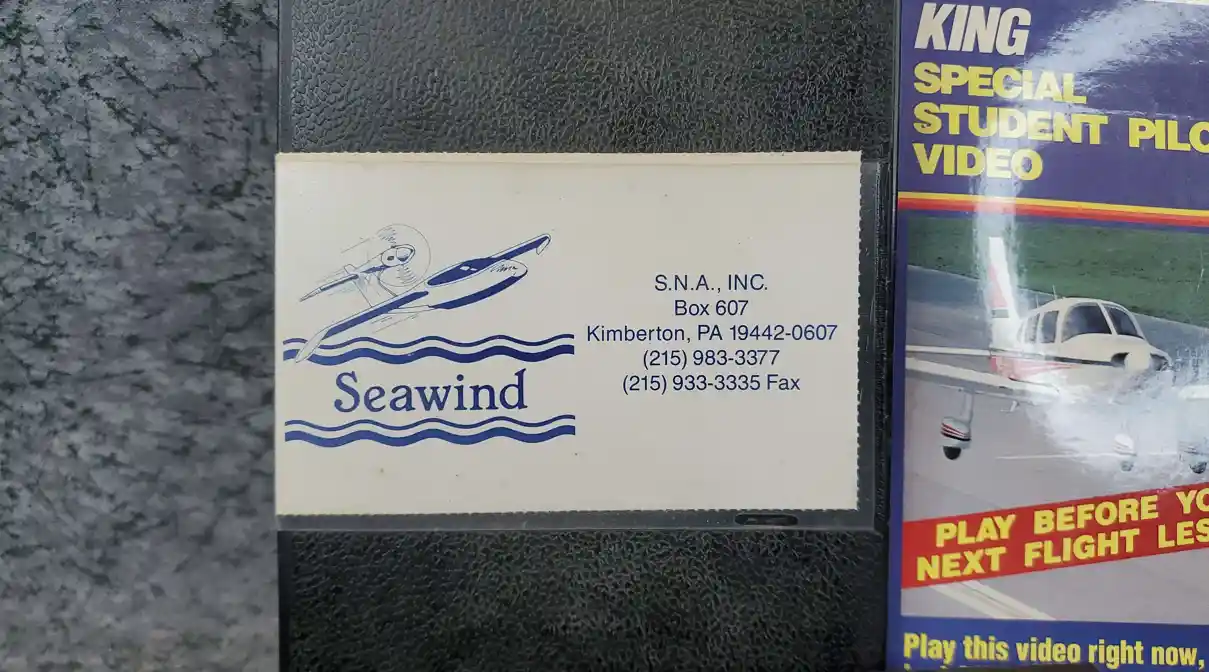 Seawind
S.N.A., INC.
Box 607
Kimberton, PA 19442-0607
(215) 983-3377
(215) 933-3335 Fax
KING
SPECIAL
STUDENT PILO
VIDEO
PLAY BEFORE YO
NEXT FLIGHT LES
Play this video right now,